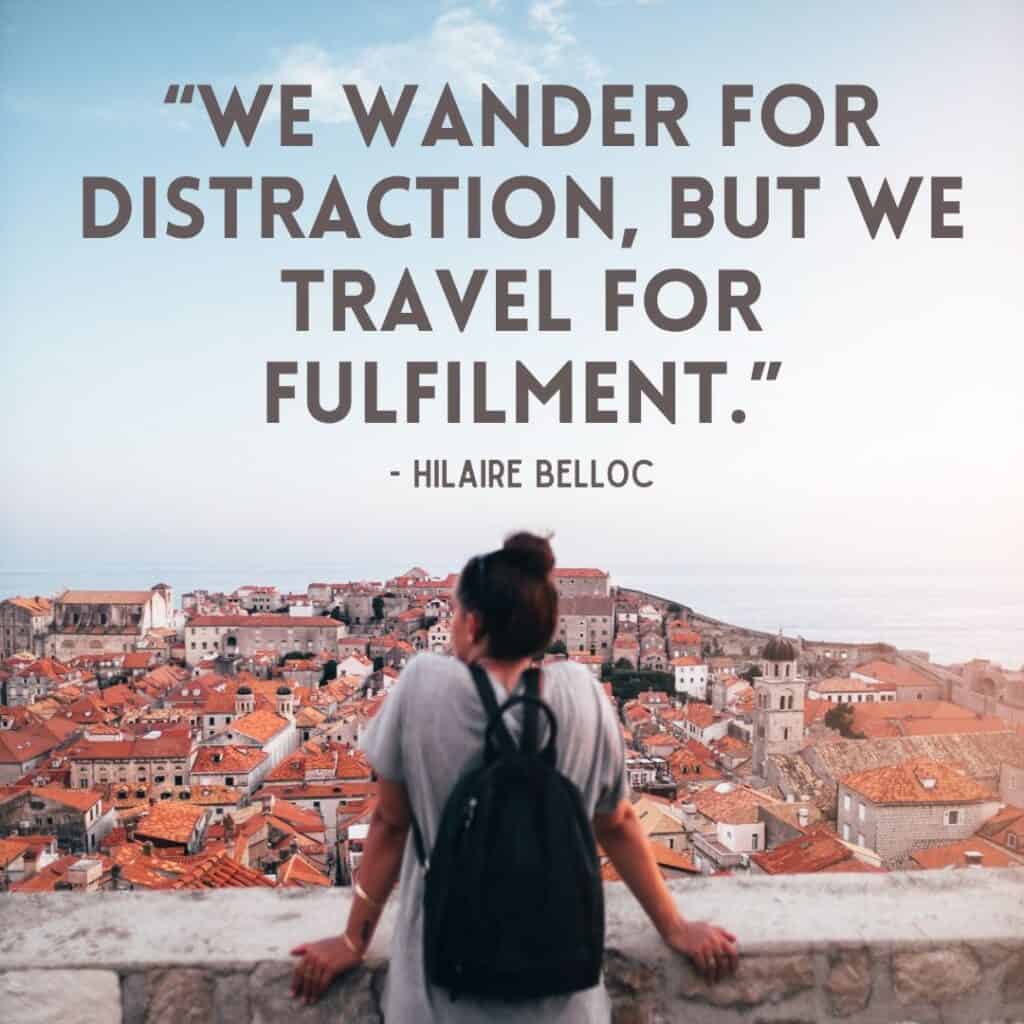 “WE WANDER FOR
DISTRACTION, BUT WE
TRAVEL FOR
FULFILMENT.”
- HILAIRE BELLOC